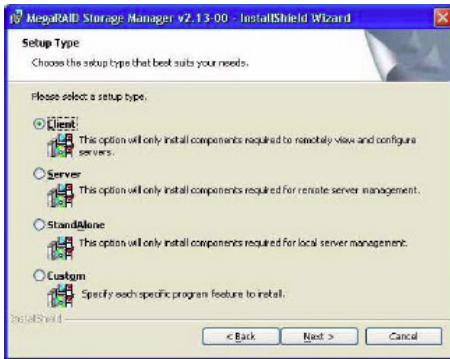 MegaRAID Storage Manager v2.13-00 - InstallShield Wizard
Setup Type
Choose the setup type that best suits your needs.
Please select a setup type.
Client
This option will only install components required to remotely view and configure
servers.
Server
This option will only install components required for remote server management.
StandAlone
This option will only install components required for local server management.
Custom
Specify each specific program feature to install.
InstallShield
< Back
Next >
Cancel